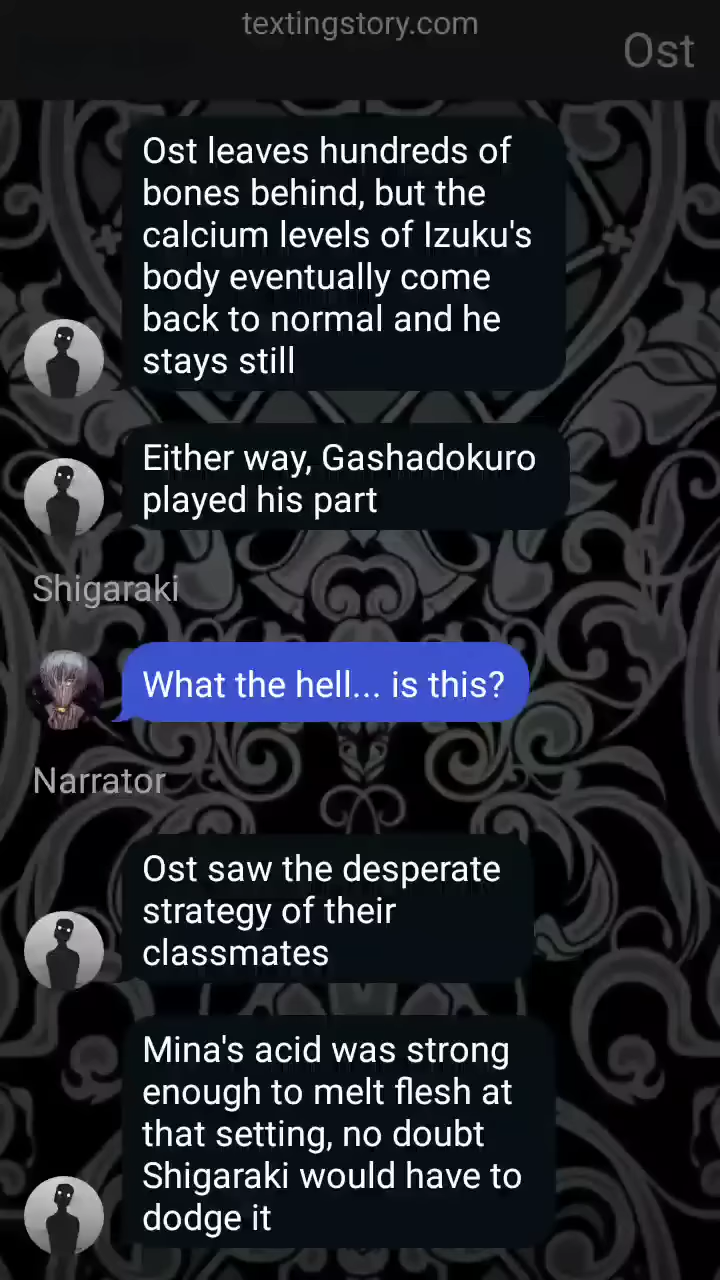 textingstory.com
Ost
Ost leaves hundreds of
bones behind, but the
calcium levels of Izuku's
body eventually come
back to normal and he
stays still
Either way, Gashadokuro
played his part
Shigaraki
What the hell... is this?
Narrator
Ost saw the desperate
strategy of their
classmates
Mina's acid was strong
enough to melt flesh at
that setting, no doubt
Shigaraki would have to
dodge it